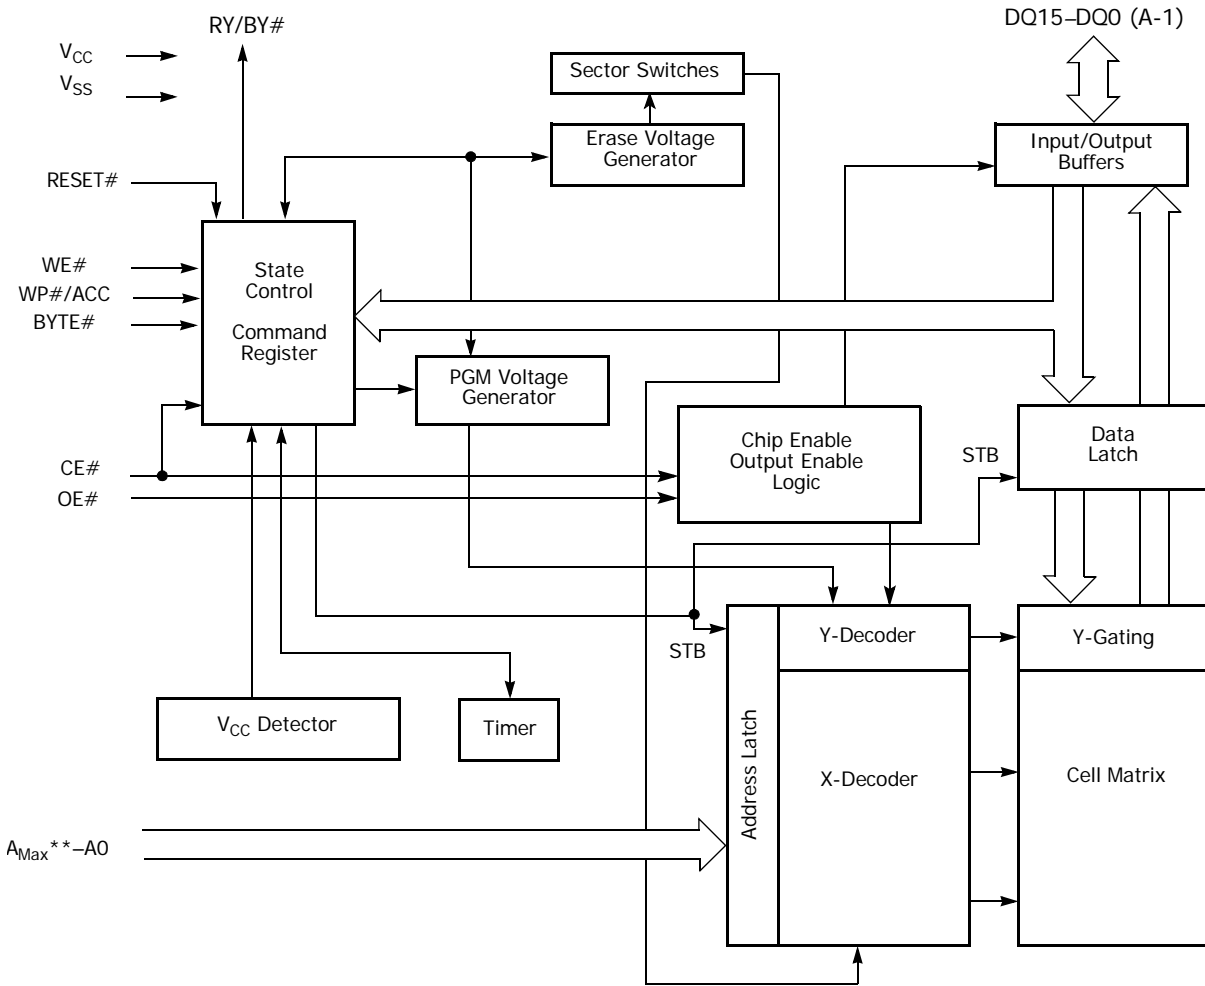 RY/BY#
DQ15–DQ0 (A-1)
VCC
VSS
Sector Switches
Erase Voltage
Generator
Input/Output
Buffers
RESET#
WE#
WP#/ACC
BYTE#
State
Control
Command
Register
PGM Voltage
Generator
Chip Enable
Output Enable
Logic
STB
Data
Latch
CE#
OE#
STB
Y-Decoder
Y-Gating
VCC Detector
Timer
Address Latch
X-Decoder
Cell Matrix
AMax**–A0